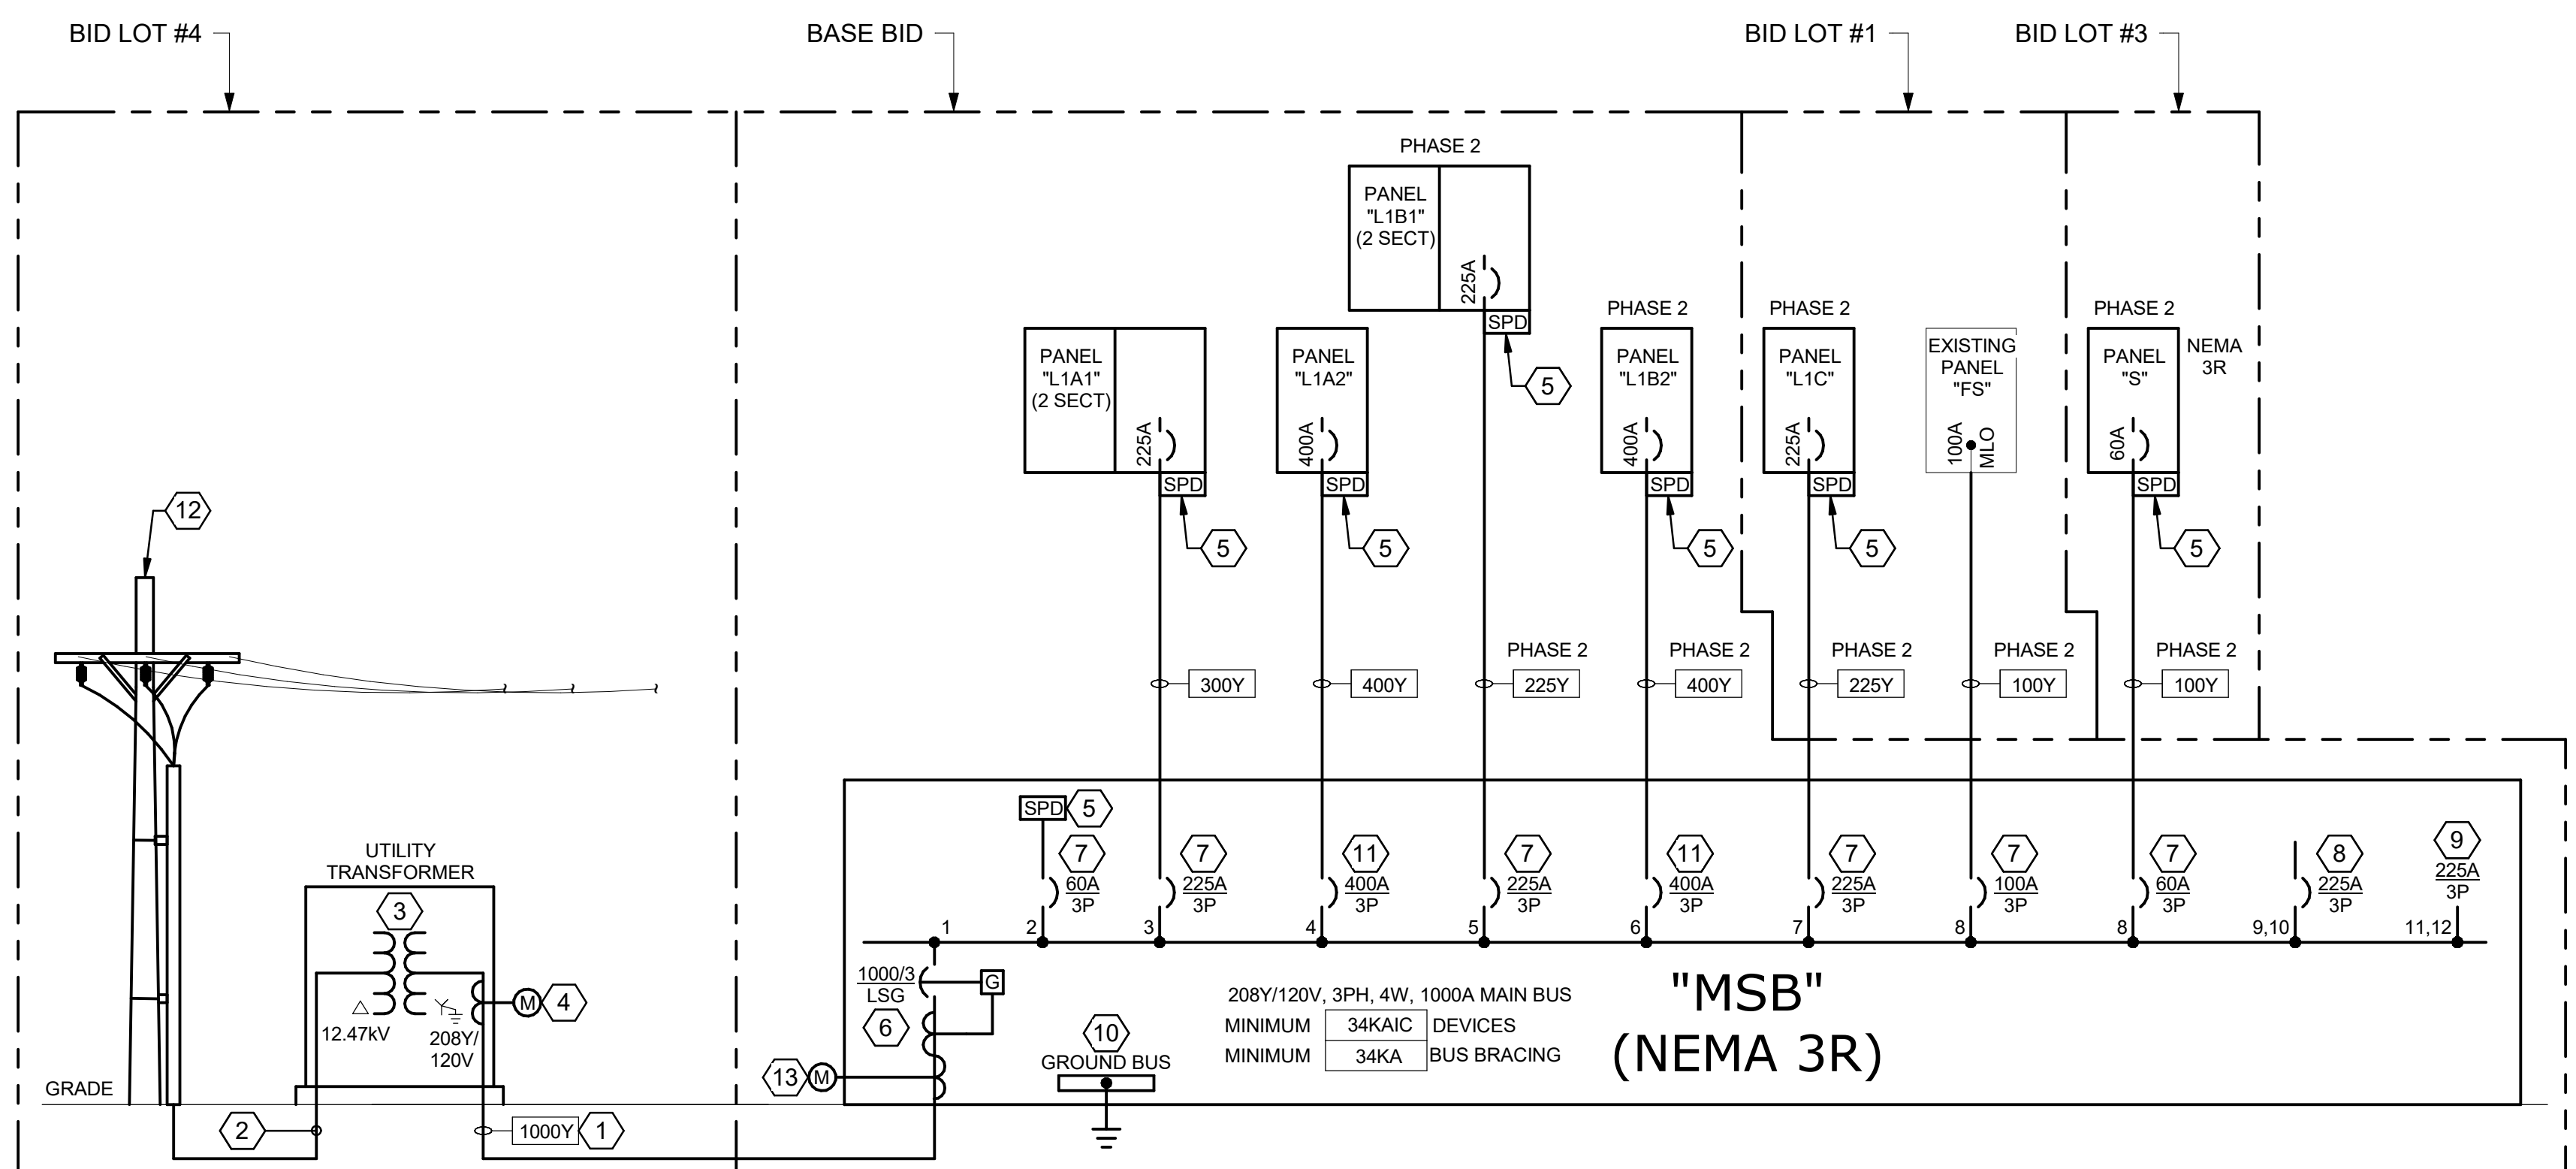 BID LOT #4
BASE BID
BID LOT #1
BID LOT #3
PHASE 2
PANEL
"L1B1"
(2 SECT)
225A
SPD
5
PANEL
"L1A1"
(2 SECT)
225A
SPD
5
PANEL
"L1A2"
400A
SPD
5
PHASE 2
PANEL
"L1B2"
400A
SPD
5
PHASE 2
PANEL
"L1C"
225A
SPD
5
EXISTING
PANEL
"FS"
100A
MLO
PHASE 2
PANEL
"S"
NEMA
3R
60A
SPD
5
12
300Y
400Y
PHASE 2
225Y
PHASE 2
400Y
PHASE 2
225Y
PHASE 2
100Y
PHASE 2
100Y
UTILITY
TRANSFORMER
3
12.47kV
208Y/
120V
M
4
GRADE
2
1000Y
1
SPD
5
7
60A
3P
7
225A
3P
11
400A
3P
7
225A
3P
11
400A
3P
7
225A
3P
7
100A
3P
7
60A
3P
8
225A
3P
9
225A
3P
1
2
3
4
5
6
7
8
8
9,10
11,12
1000/3
LSG
G
6
13
M
10
GROUND BUS
208Y/120V, 3PH, 4W, 1000A MAIN BUS
MINIMUM 34KAIC DEVICES
MINIMUM 34KA BUS BRACING
"MSB"
(NEMA 3R)